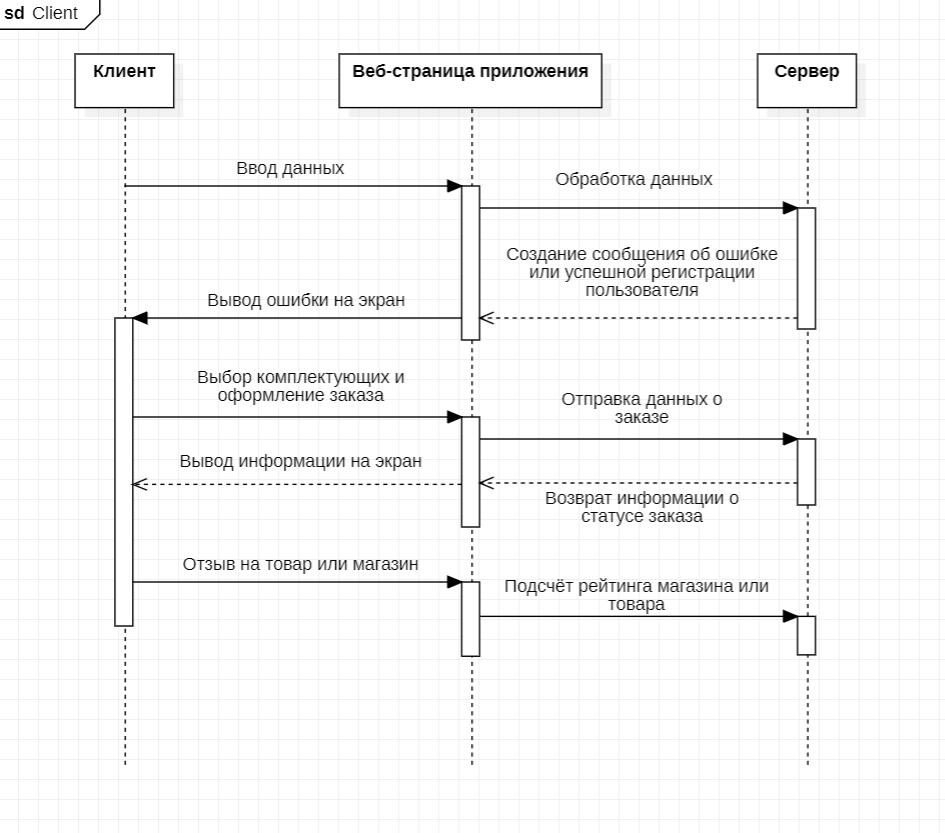 sd Client
Клиент
Веб-страница приложения
Сервер
Ввод данных
Обработка данных
Создание сообщения об ошибке
или успешной регистрации
пользователя
Вывод ошибки на экран
Выбор комплектующих и
оформление заказа
Отправка данных о
заказе
Вывод информации на экран
Возврат информации о
статусе заказа
Отзыв на товар или магазин
Подсчёт рейтинга магазина или
товара